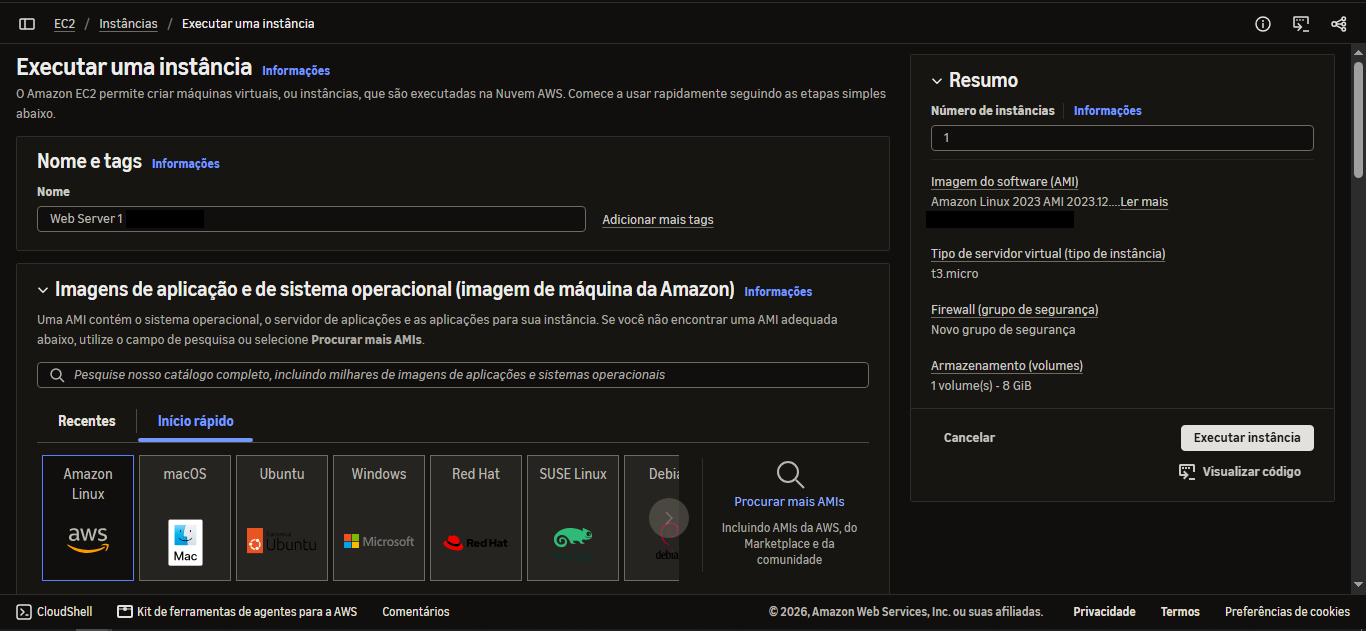 EC2 / Instâncias / Executar uma instância
Executar uma instância Informações
O Amazon EC2 permite criar máquinas virtuais, ou instâncias, que são executadas na Nuvem AWS. Comece a usar rapidamente seguindo as etapas simples
abaixo.
Nome e tags Informações
Nome
Web Server 1
Adicionar mais tags
Imagens de aplicação e de sistema operacional (imagem de máquina da Amazon) Informações
Uma AMI contém o sistema operacional, o servidor de aplicações e as aplicações para sua instância. Se você não encontrar uma AMI adequada
abaixo, utilize o campo de pesquisa ou selecione Procurar mais AMIs.
Pesquise nosso catálogo completo, incluindo milhares de imagens de aplicações e sistemas operacionais
Recentes
Início rápido
Amazon
Linux
aws
macOS
Mac
Ubuntu
Ubuntu
Windows
Microsoft
Red Hat
Red Hat
SUSE Linux
Debia
debia
Procurar mais AMIs
Incluindo AMIs da AWS, do
Marketplace e da
comunidade
Resumo
Número de instâncias Informações
1
Imagem do software (AMI)
Amazon Linux 2023 AMI 2023.12....Ler mais
Tipo de servidor virtual (tipo de instância)
t3.micro
Firewall (grupo de segurança)
Novo grupo de segurança
Armazenamento (volumes)
1 volume(s) - 8 GiB
Cancelar
Executar instância
Visualizar código
CloudShell
Kit de ferramentas de agentes para a AWS
Comentários
© 2026, Amazon Web Services, Inc. ou suas afiliadas.
Privacidade
Termos
Preferências de cookies